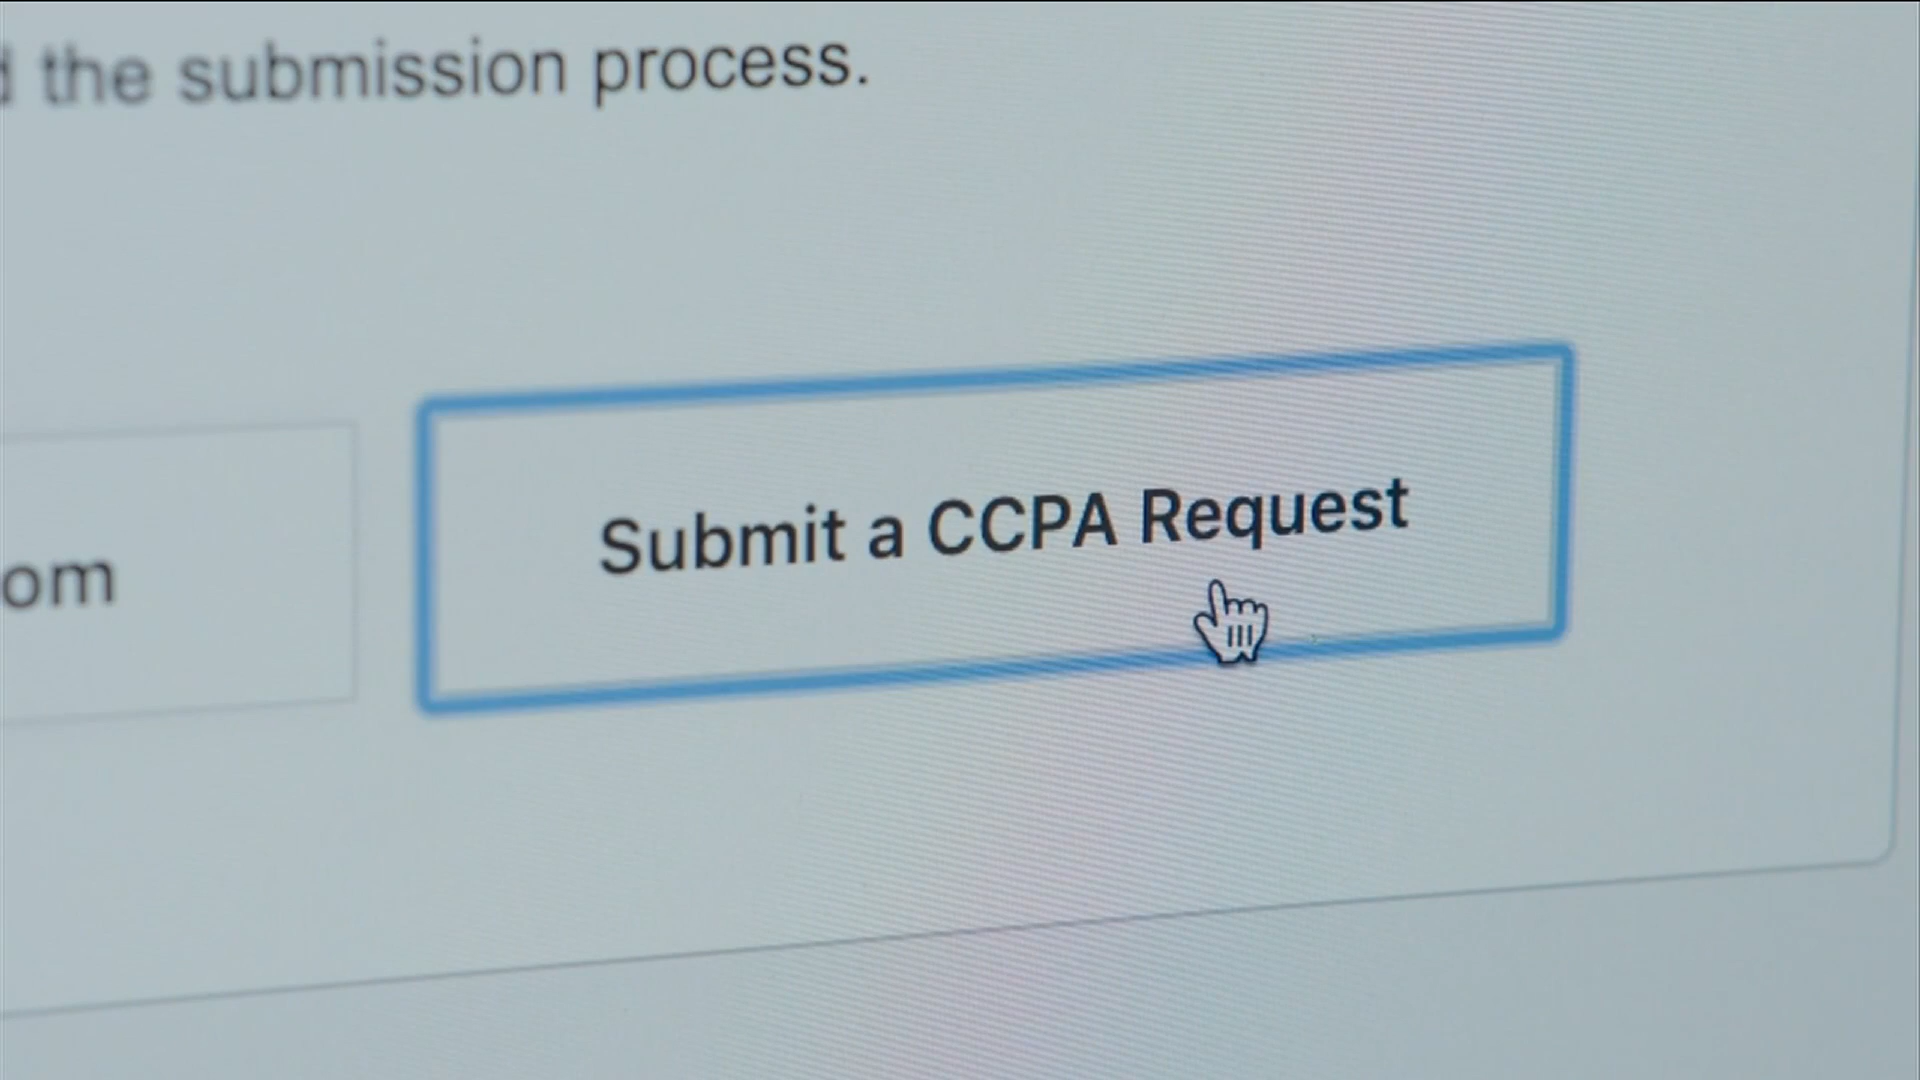 the submission process.
om
Submit a CCPA Request